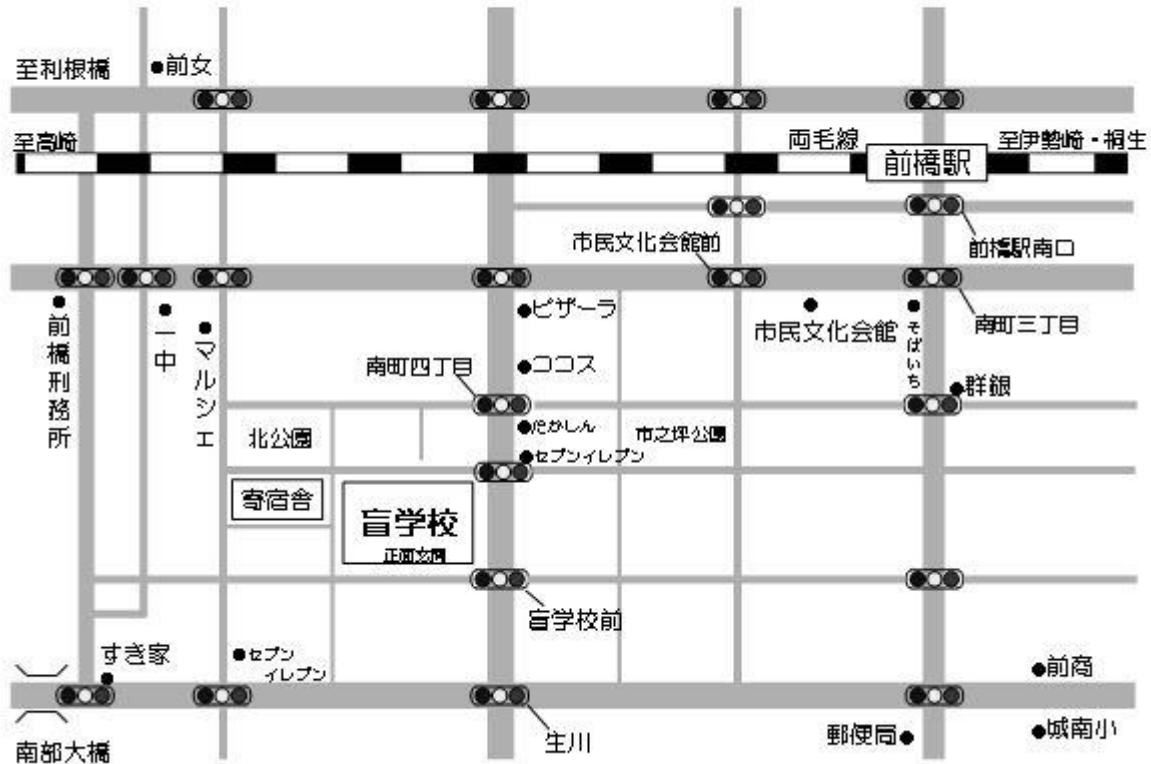 至利根橋
●前女
至高崎
両毛線
前橋駅
至伊勢崎・桐生
市民文化会館前
前橋駅南口
●前橋刑務所
●一中
●マルシェ
●ピザーラ
●市民文化会館
●そばいち
南町三丁目
南町四丁目
●ココス
●群銀
北公園
●たかしん
市之坪公園
●セブンイレブン
寄宿舎
盲学校
正面玄関
盲学校前
すき家
●セブン
イレブン
●前商
南部大橋
生川
郵便局●
●城南小